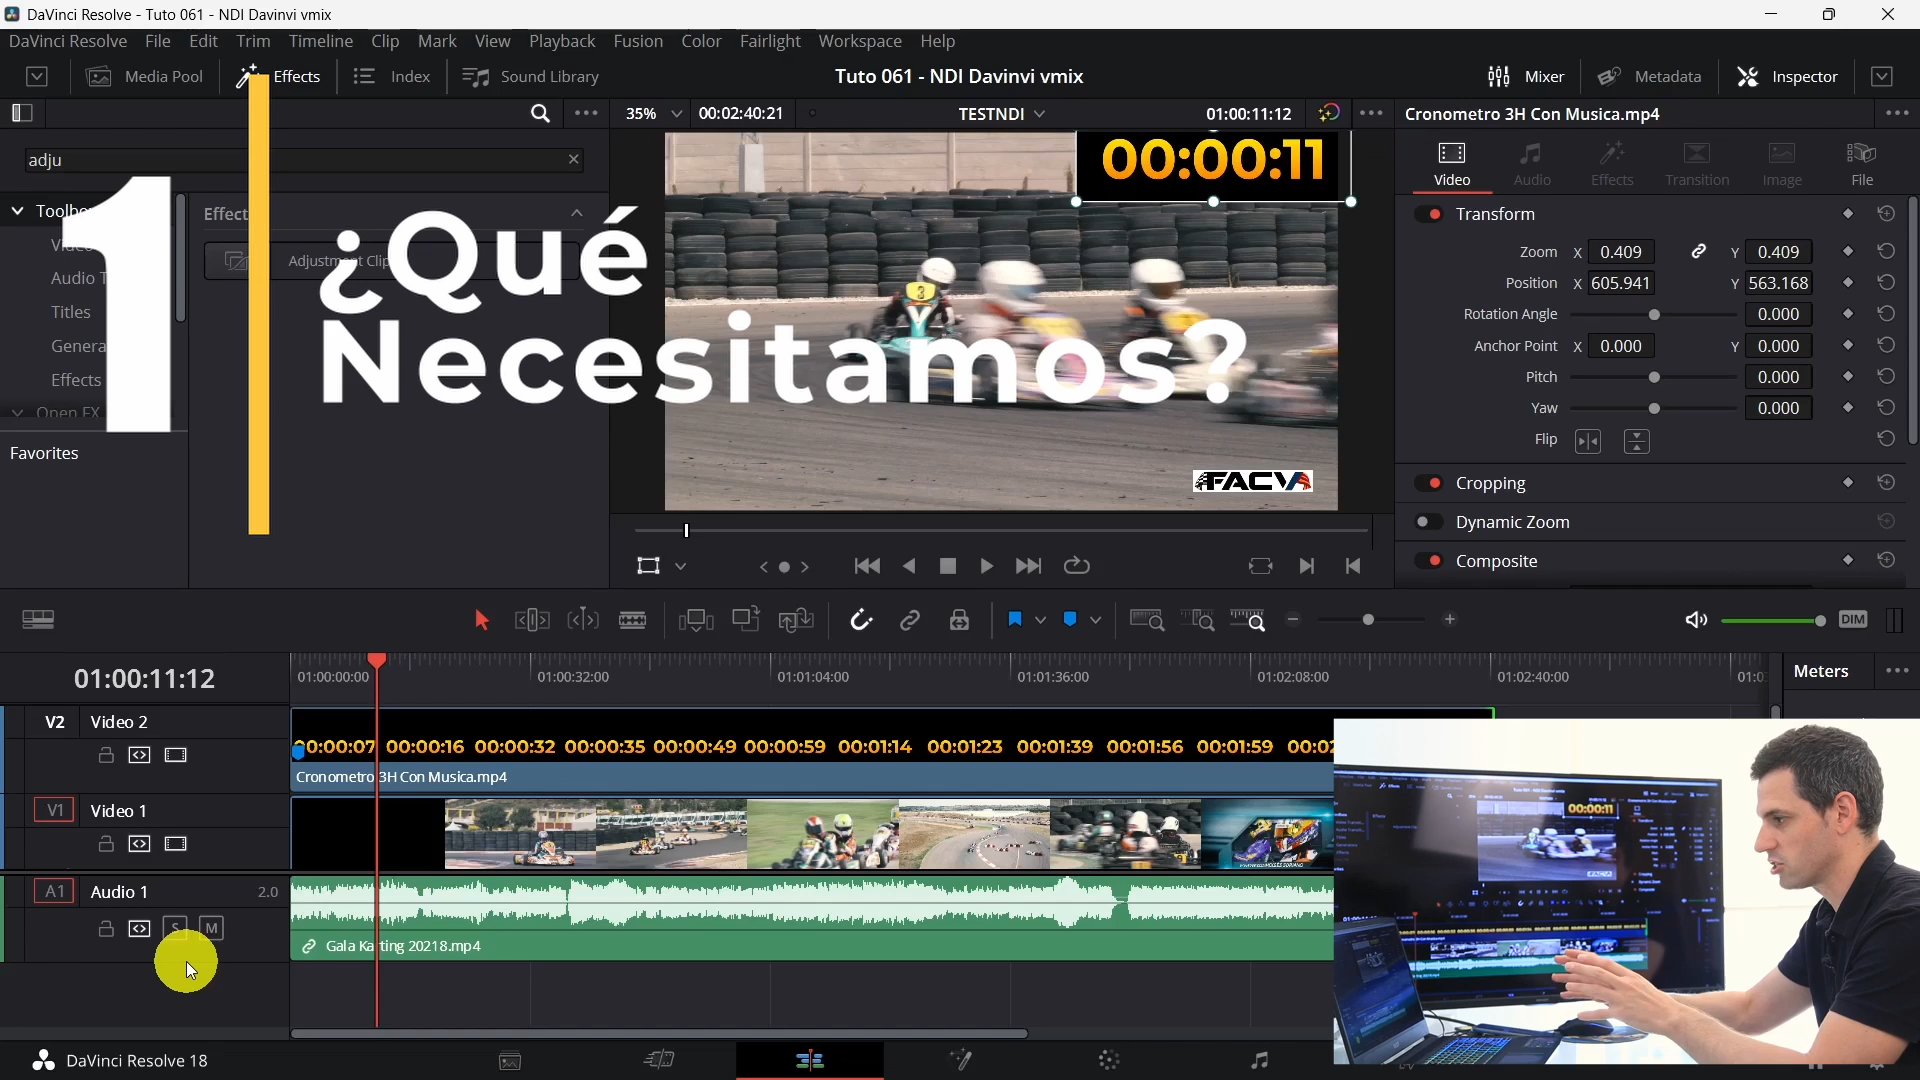 DaVinci Resolve - Tuto 061 - NDI Davinvi vmix
DaVinci Resolve File Edit Trim Timeline Clip Mark View Playback Fusion Color Fairlight Workspace Help
Media Pool Effects Index Sound Library
Tuto 061 - NDI Davinvi vmix
Mixer Metadata Inspector
35% 00:02:40:21 TESTNDI 01:00:11:12
Cronometro 3H Con Musica.mp4
adju
00:00:11
Video Audio Effects Transition Image File
1
¿Qué
Necesitamos?
Effects
Adjustment Clip
Titles
Effects
Open FX
Favorites
FACVA
Transform
Zoom X 0.409 Y 0.409
Position X 605.941 Y 563.168
Rotation Angle 0.000
Anchor Point X 0.000 Y 0.000
Pitch 0.000
Yaw 0.000
Flip
Cropping
Dynamic Zoom
Composite
DIM
01:00:11:12
01:00:00:00 01:00:32:00 01:01:04:00 01:01:36:00 01:02:08:00 01:02:40:00
Meters
V2 Video 2
00:00:07 00:00:16 00:00:32 00:00:35 00:00:49 00:00:59 00:01:14 00:01:23 00:01:39 00:01:56 00:01:59
Cronometro 3H Con Musica.mp4
V1 Video 1
A1 Audio 1 2.0
S M
Gala Karting 20218.mp4
00:00:11
DaVinci Resolve 18